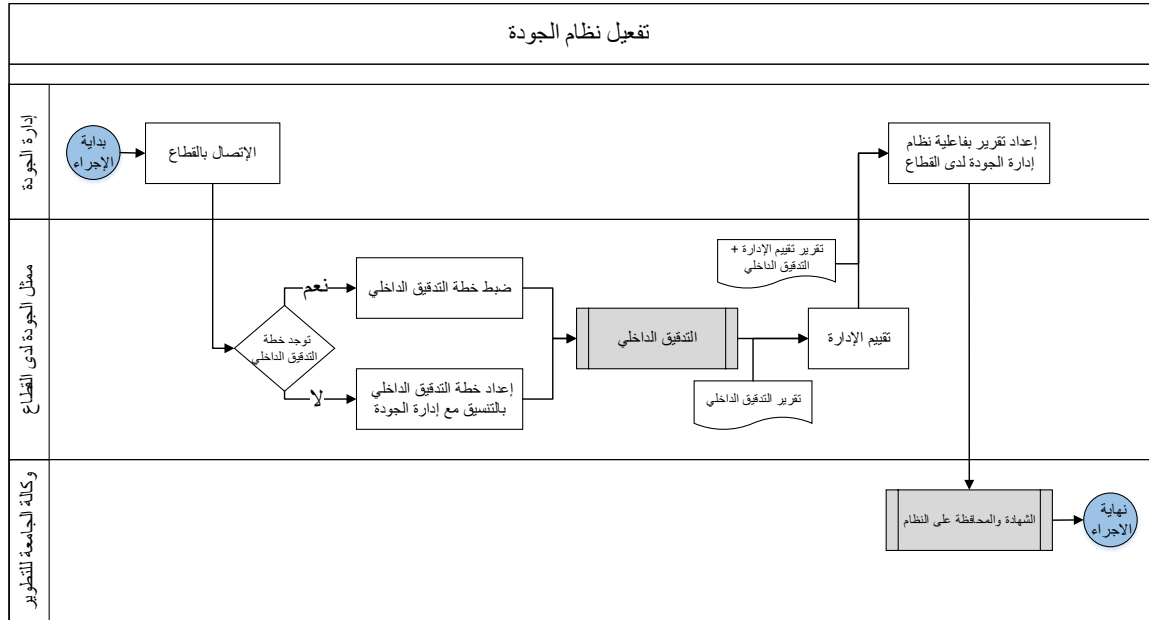 تفعيل نظام الجودة
إدارة الجودة
بداية
الإجراء
الإتصال بالقطاع
إعداد تقرير بفاعلية نظام
إدارة الجودة لدى القطاع
ممثل الجودة لدى القطاع
توجد خطة
التدقيق الداخلي
نعم
ضبط خطة التدقيق الداخلي
لا
إعداد خطة التدقيق الداخلي
بالتنسيق مع إدارة الجودة
التدقيق الداخلي
تقرير التدقيق الداخلي
تقييم الإدارة
تقرير تقييم الإدارة +
التدقيق الداخلي
وكالة الجامعة للتطوير
الشهادة والمحافظة على النظام
نهاية
الاجراء